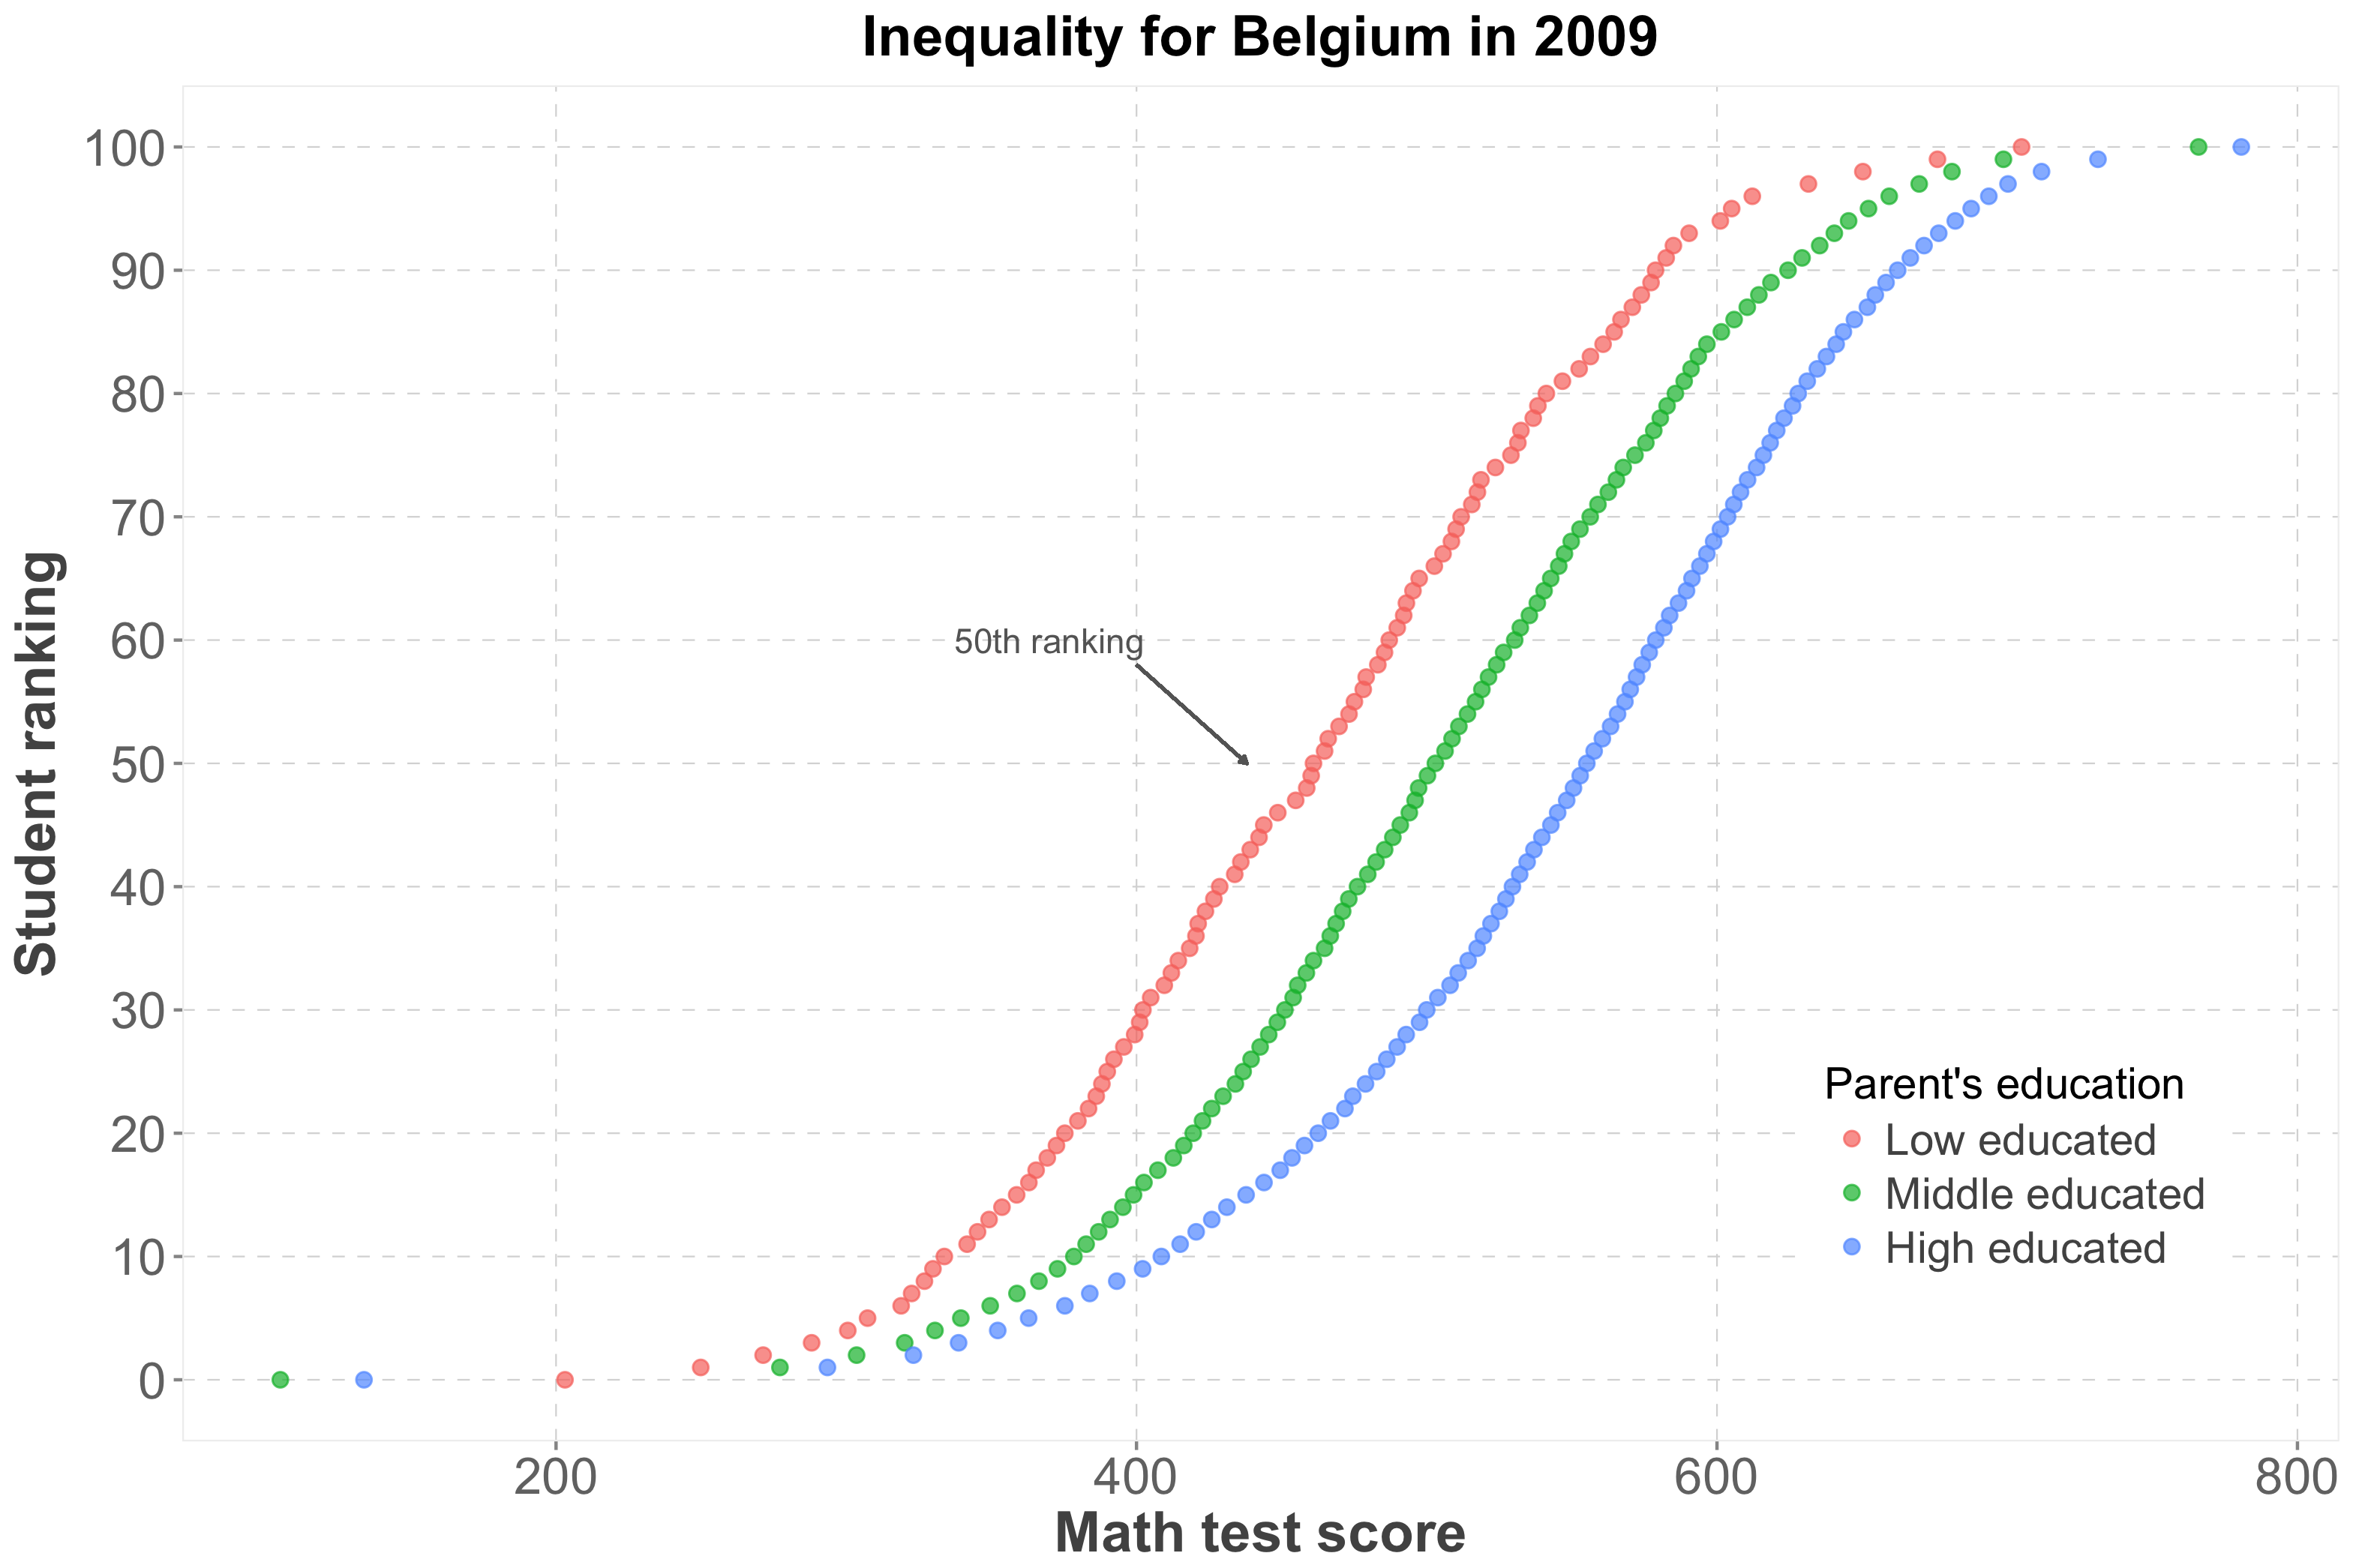 Inequality for Belgium in 2009
100
90
80
70
60
50
40
30
20
10
0
Student ranking
50th ranking
Parent's education
Low educated
Middle educated
High educated
200 400 600 800
Math test score